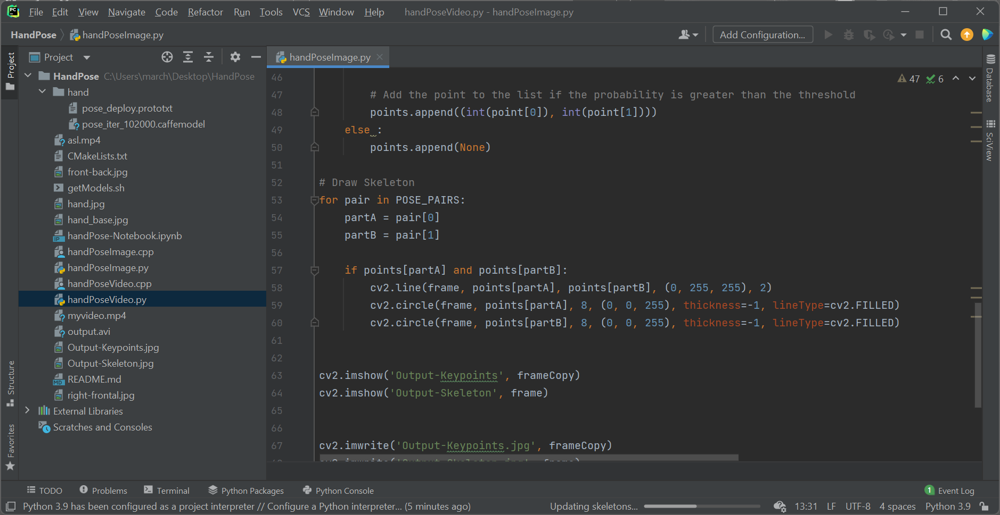 PC
File Edit View Navigate Code Refactor Run Tools VCS Window Help handPoseVideo.py - handPoseImage.py
HandPose handPoseImage.py
Add Configuration...
Project
Project
handPoseImage.py
HandPose C:\Users\march\Desktop\HandPose
hand
pose_deploy.prototxt
pose_iter_102000.caffemodel
asl.mp4
CMakeLists.txt
front-back.jpg
getModels.sh
hand.jpg
hand_base.jpg
handPose-Notebook.ipynb
handPoseImage.cpp
handPoseImage.py
handPoseVideo.cpp
handPoseVideo.py
myvideo.mp4
output.avi
Output-Keypoints.jpg
Output-Skeleton.jpg
README.md
right-frontal.jpg
External Libraries
Scratches and Consoles
Structure
Favorites
46
47 # Add the point to the list if the probability is greater than the threshold
48 points.append((int(point[0]), int(point[1])))
49 else :
50 points.append(None)
51
52 # Draw Skeleton
53 for pair in POSE_PAIRS:
54 partA = pair[0]
55 partB = pair[1]
56
57 if points[partA] and points[partB]:
58 cv2.line(frame, points[partA], points[partB], (0, 255, 255), 2)
59 cv2.circle(frame, points[partA], 8, (0, 0, 255), thickness=-1, lineType=cv2.FILLED)
60 cv2.circle(frame, points[partB], 8, (0, 0, 255), thickness=-1, lineType=cv2.FILLED)
61
62
63 cv2.imshow('Output-Keypoints', frameCopy)
64 cv2.imshow('Output-Skeleton', frame)
65
66
67 cv2.imwrite('Output-Keypoints.jpg', frameCopy)
47 6
Database
SciView
TODO Problems Terminal Python Packages Python Console 1 Event Log
Python 3.9 has been configured as a project interpreter // Configure a Python interpreter... (5 minutes ago) Updating skeletons... 13:31 LF UTF-8 4 spaces Python 3.9